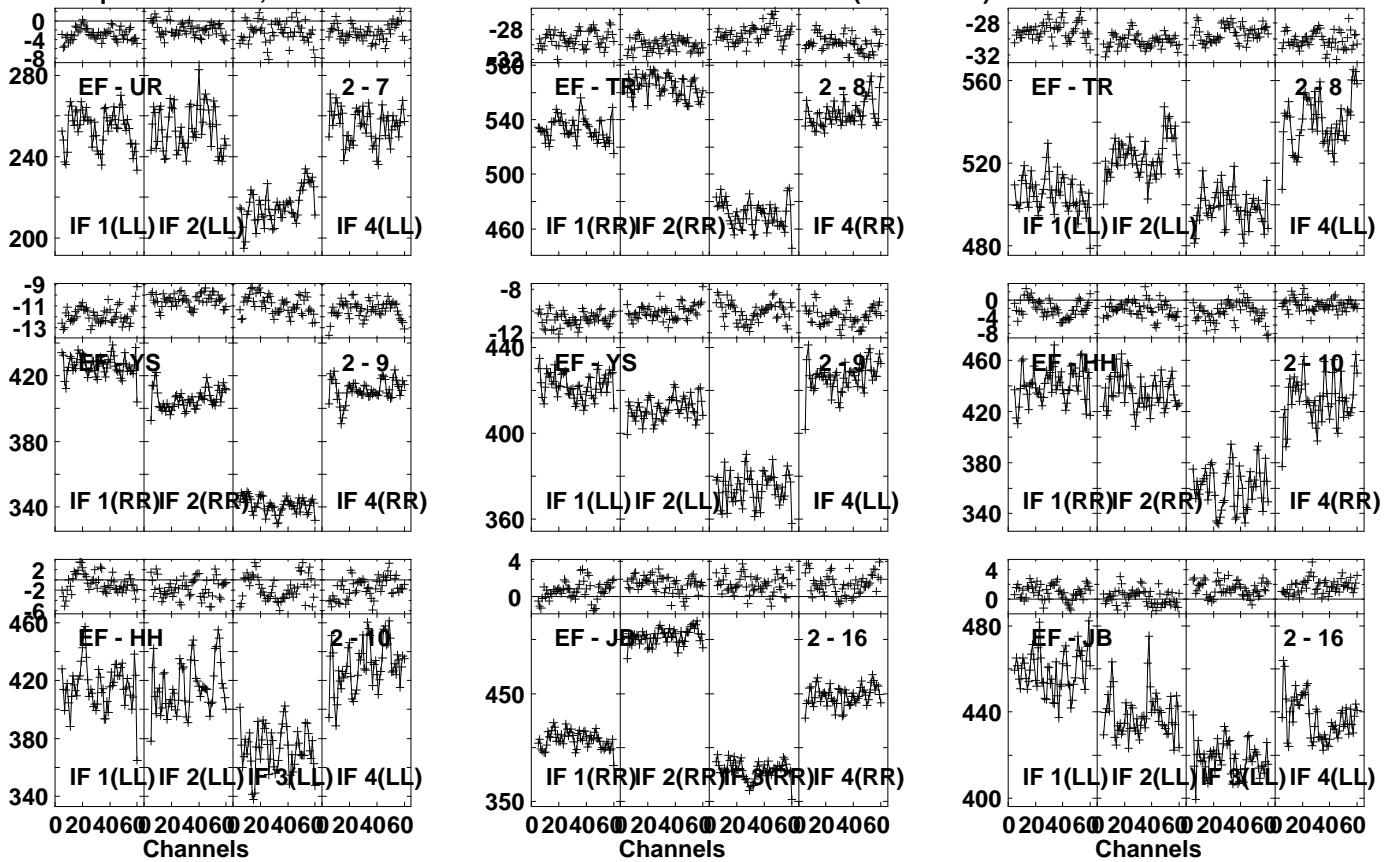 0
-4
-8
280
240
200
EF - UR
2 - 7
IF 1(LL) IF 2(LL) IF 4(LL)
-28
-32
580
540
500
460
EF - TR
2 - 8
IF 1(RR) IF 2(RR) IF 4(RR)
-28
-32
560
520
480
EF - TR
2 - 8
IF 1(LL) IF 2(LL) IF 4(LL)
-9
-11
-13
420
380
340
EF - YS
2 - 9
IF 1(RR) IF 2(RR) IF 4(RR)
-8
-12
440
400
360
EF - YS
2 - 9
IF 1(LL) IF 2(LL) IF 4(LL)
0
-4
-8
460
420
380
340
EF - HH
2 - 10
IF 1(RR) IF 2(RR) IF 4(RR)
2
-2
-6
460
420
380
340
EF - HH
2 - 10
IF 1(LL) IF 2(LL) IF 3(LL) IF 4(LL)
0 204060 0 204060 0 204060 0 204060
Channels
4
0
450
350
EF - JB
2 - 16
IF 1(RR) IF 2(RR) IF 3(RR) IF 4(RR)
0 204060 0 204060 0 204060 0 204060
Channels
4
0
480
440
400
EF - JB
2 - 16
IF 1(LL) IF 2(LL) IF 3(LL) IF 4(LL)
0 204060 0 204060 0 204060 0 204060
Channels